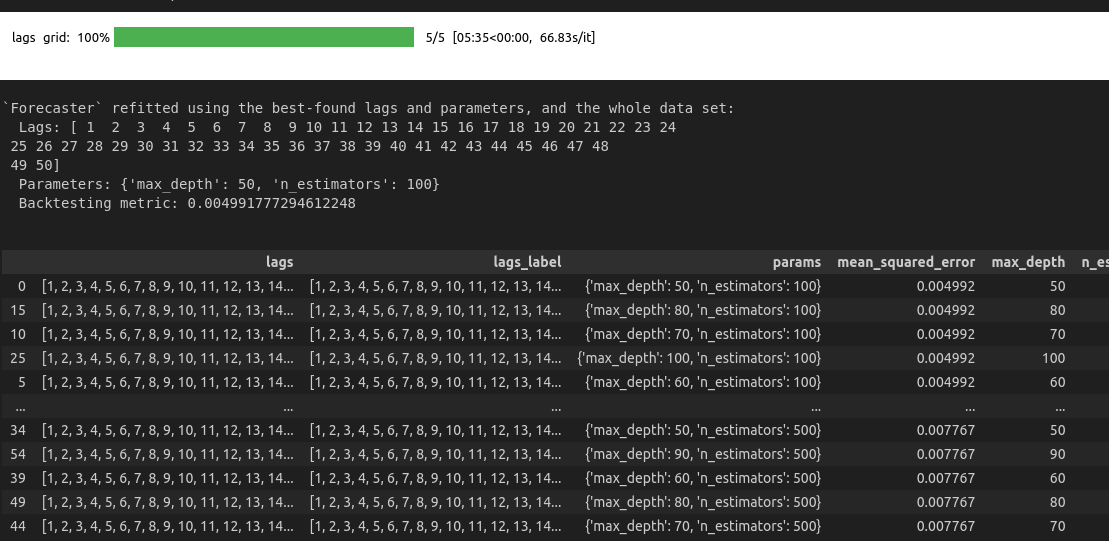 lags grid: 100% 5/5 [05:35<00:00, 66.83s/it]
`Forecaster` refitted using the best-found lags and parameters, and the whole data set:
Lags: [ 1 2 3 4 5 6 7 8 9 10 11 12 13 14 15 16 17 18 19 20 21 22 23 24
25 26 27 28 29 30 31 32 33 34 35 36 37 38 39 40 41 42 43 44 45 46 47 48
49 50]
Parameters: {'max_depth': 50, 'n_estimators': 100}
Backtesting metric: 0.004991777294612248
lags lags_label params mean_squared_error max_depth n_es
0 [1, 2, 3, 4, 5, 6, 7, 8, 9, 10, 11, 12, 13, 14... [1, 2, 3, 4, 5, 6, 7, 8, 9, 10, 11, 12, 13, 14... {'max_depth': 50, 'n_estimators': 100} 0.004992 50
15 [1, 2, 3, 4, 5, 6, 7, 8, 9, 10, 11, 12, 13, 14... [1, 2, 3, 4, 5, 6, 7, 8, 9, 10, 11, 12, 13, 14... {'max_depth': 80, 'n_estimators': 100} 0.004992 80
10 [1, 2, 3, 4, 5, 6, 7, 8, 9, 10, 11, 12, 13, 14... [1, 2, 3, 4, 5, 6, 7, 8, 9, 10, 11, 12, 13, 14... {'max_depth': 70, 'n_estimators': 100} 0.004992 70
25 [1, 2, 3, 4, 5, 6, 7, 8, 9, 10, 11, 12, 13, 14... [1, 2, 3, 4, 5, 6, 7, 8, 9, 10, 11, 12, 13, 14... {'max_depth': 100, 'n_estimators': 100} 0.004992 100
5 [1, 2, 3, 4, 5, 6, 7, 8, 9, 10, 11, 12, 13, 14... [1, 2, 3, 4, 5, 6, 7, 8, 9, 10, 11, 12, 13, 14... {'max_depth': 60, 'n_estimators': 100} 0.004992 60
... ... ... ... ... ...
34 [1, 2, 3, 4, 5, 6, 7, 8, 9, 10, 11, 12, 13, 14... [1, 2, 3, 4, 5, 6, 7, 8, 9, 10, 11, 12, 13, 14... {'max_depth': 50, 'n_estimators': 500} 0.007767 50
54 [1, 2, 3, 4, 5, 6, 7, 8, 9, 10, 11, 12, 13, 14... [1, 2, 3, 4, 5, 6, 7, 8, 9, 10, 11, 12, 13, 14... {'max_depth': 90, 'n_estimators': 500} 0.007767 90
39 [1, 2, 3, 4, 5, 6, 7, 8, 9, 10, 11, 12, 13, 14... [1, 2, 3, 4, 5, 6, 7, 8, 9, 10, 11, 12, 13, 14... {'max_depth': 60, 'n_estimators': 500} 0.007767 60
49 [1, 2, 3, 4, 5, 6, 7, 8, 9, 10, 11, 12, 13, 14... [1, 2, 3, 4, 5, 6, 7, 8, 9, 10, 11, 12, 13, 14... {'max_depth': 80, 'n_estimators': 500} 0.007767 80
44 [1, 2, 3, 4, 5, 6, 7, 8, 9, 10, 11, 12, 13, 14... [1, 2, 3, 4, 5, 6, 7, 8, 9, 10, 11, 12, 13, 14... {'max_depth': 70, 'n_estimators': 500} 0.007767 70